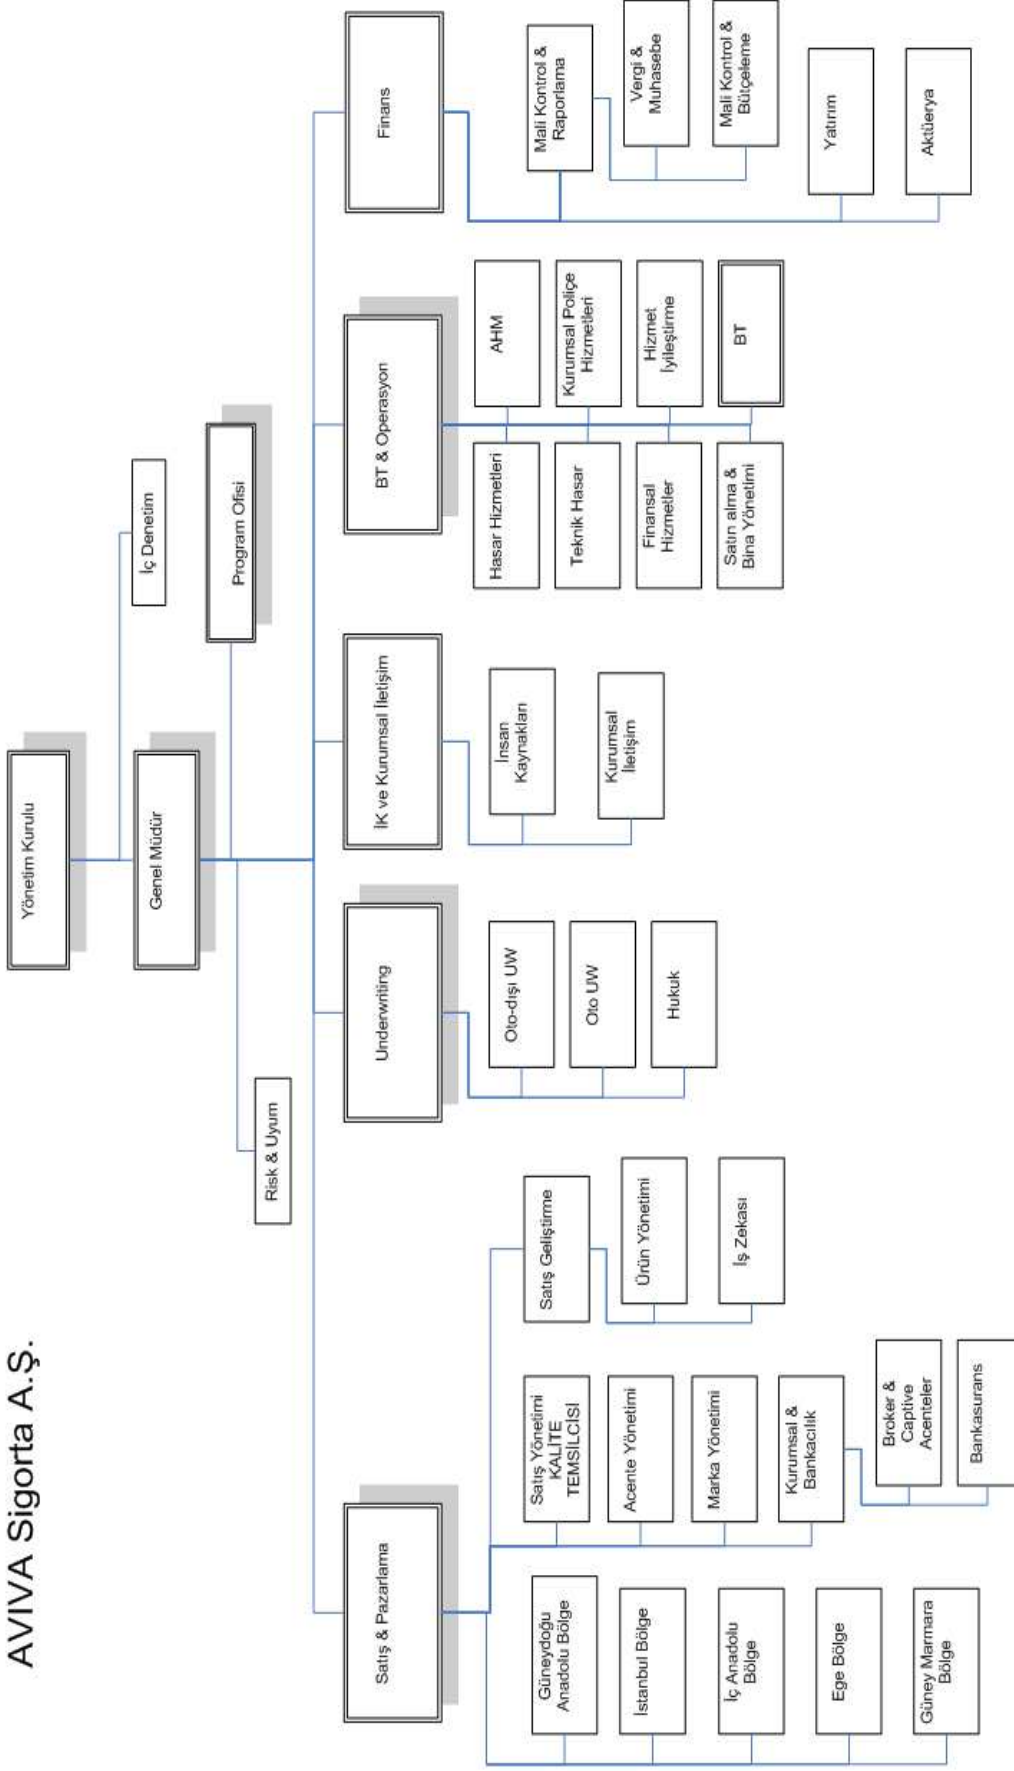 AVIVA Sigorta A.Ş.
Yönetim Kurulu
İç Denetim
Genel Müdür
Program Ofisi
Risk & Uyum
Satış & Pazarlama
Underwriting
İK ve Kurumsal İletişim
BT & Operasyon
Finans
Güneydoğu
Anadolu Bölge
İstanbul Bölge
İç Anadolu
Bölge
Ege Bölge
Güney Marmara
Bölge
Satış Yönetimi
KALİTE
TEMSİLCİSİ
Acente Yönetimi
Marka Yönetimi
Kurumsal &
Bankacılık
Broker &
Captive
Acenteler
Bankasurans
Satış Geliştirme
Ürün Yönetimi
İş Zekası
Oto-dışı UW
Oto UW
Hukuk
İnsan
Kaynakları
Kurumsal
İletişim
Hasar Hizmetleri
AHM
Teknik Hasar
Kurumsal Poliçe
Hizmetleri
Finansal
Hizmetler
Hizmet
İyileştirme
Satın alma &
Bina Yönetimi
BT
Mali Kontrol &
Raporlama
Vergi &
Muhasebe
Mali Kontrol &
Bütçeleme
Yatırım
Aktüerya